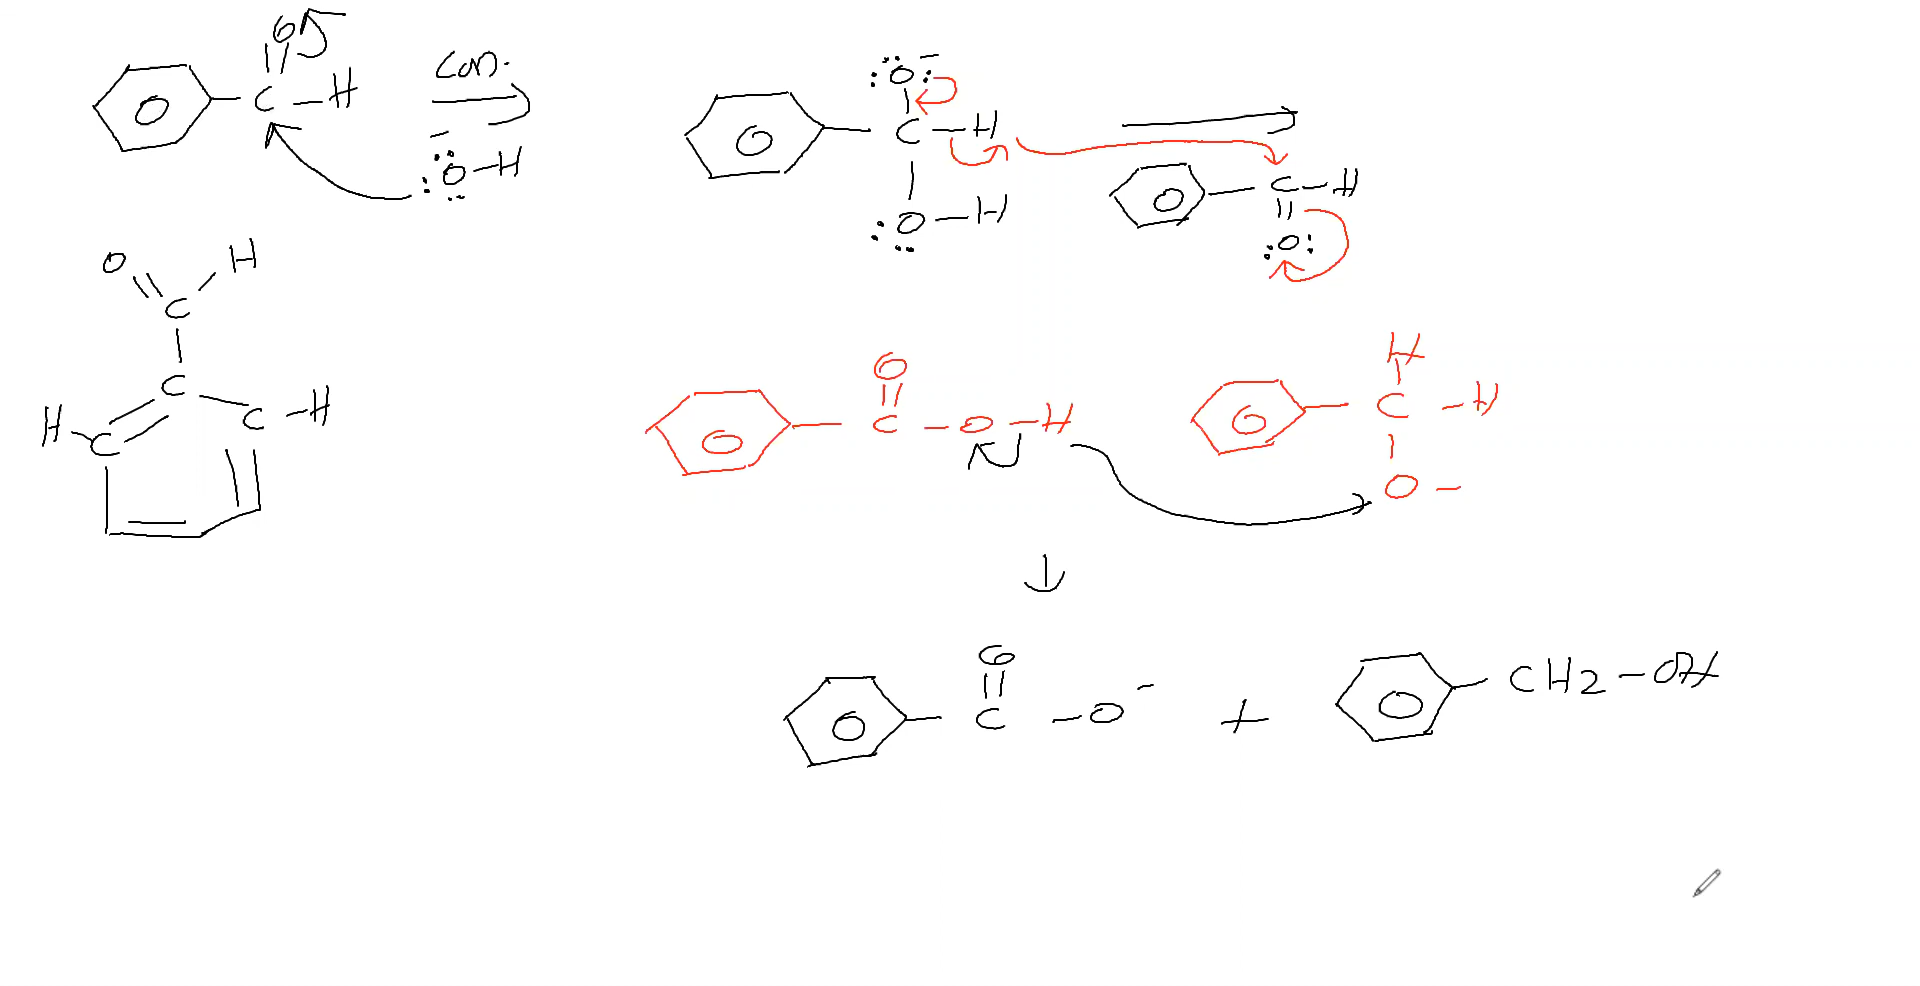 O
C – H
con.
–
O – H
O –
C – H
O – H
C – H
O
O H
C
C
H C C – H
O
C – O – H
H
C – H
O –
O
C – O –
+
CH2 – OH